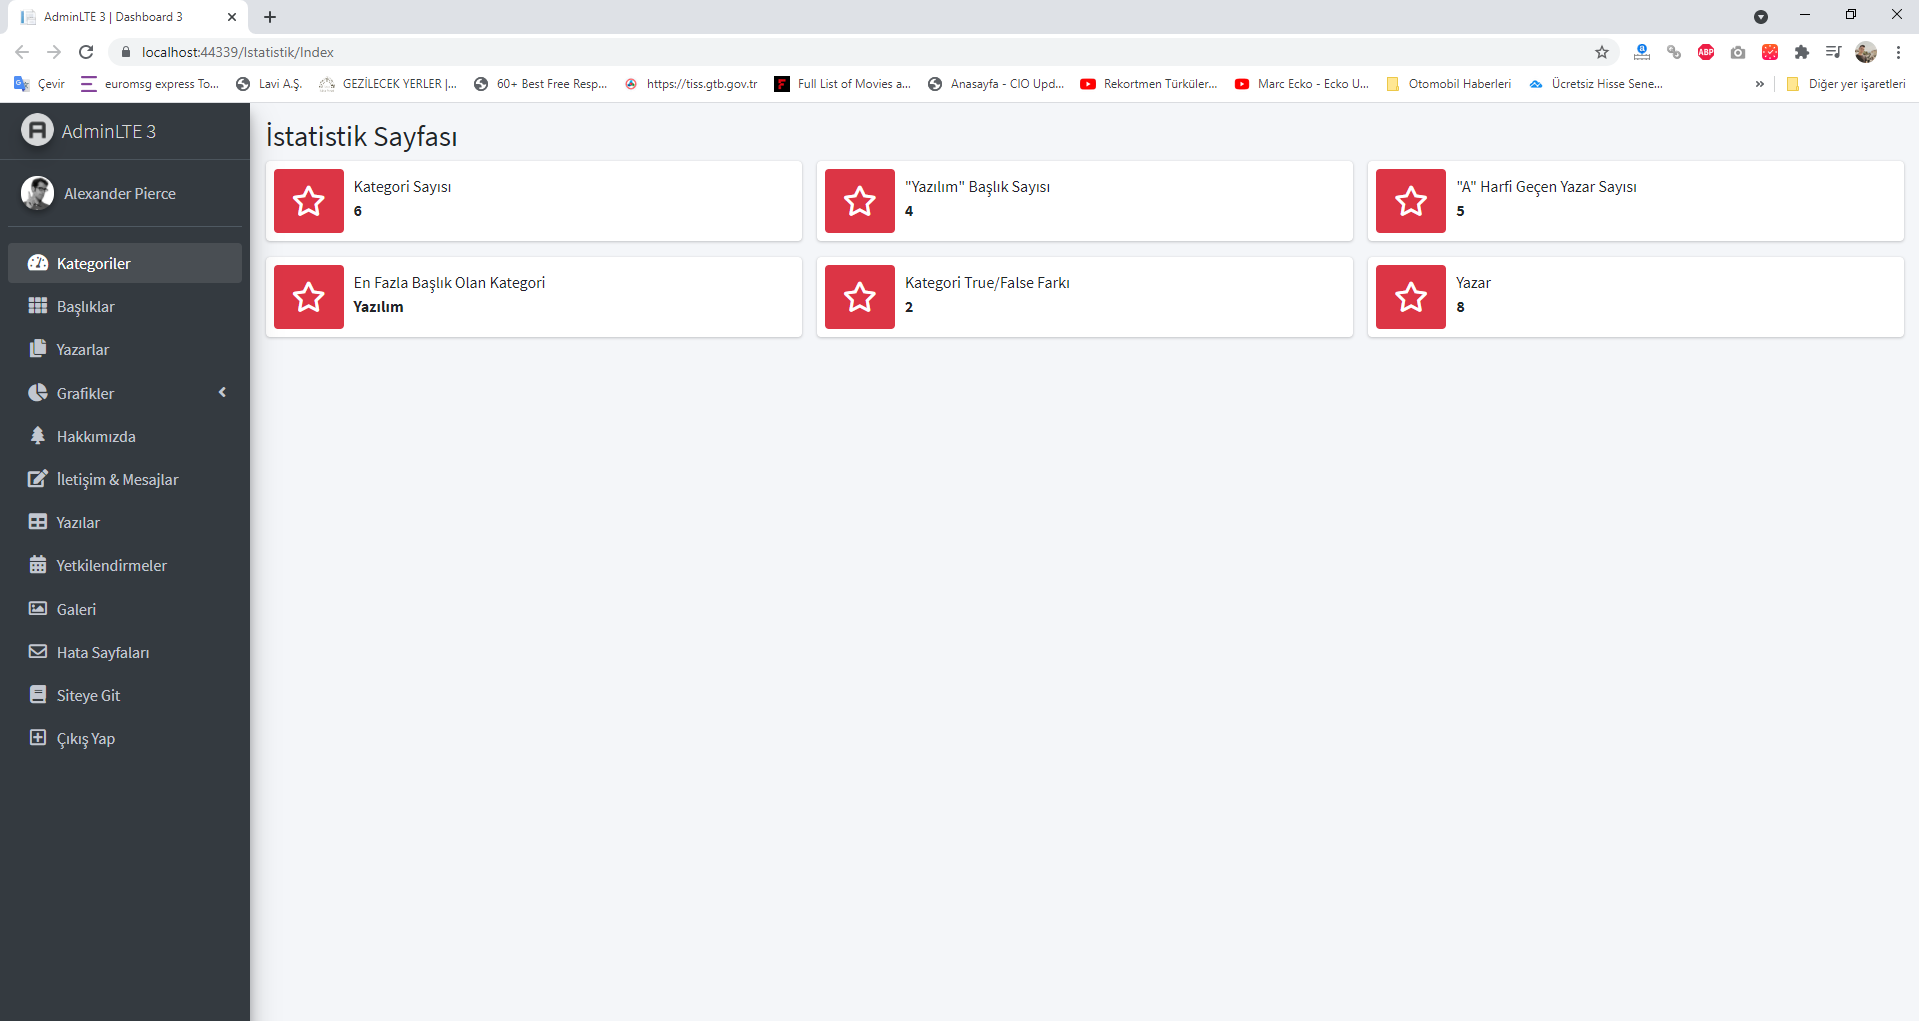 AdminLTE 3 | Dashboard 3
localhost:44339/Istatistik/Index
Çevir
euromsg express To...
Lavi A.Ş.
GEZİLECEK YERLER |...
60+ Best Free Resp...
https://tiss.gtb.gov.tr
Full List of Movies a...
Anasayfa - CIO Upd...
Rekortmen Türküler...
Marc Ecko - Ecko U...
Otomobil Haberleri
Ücretsiz Hisse Sene...
»
Diğer yer işaretleri
AdminLTE 3
Alexander Pierce
Kategoriler
Başlıklar
Yazarlar
Grafikler
Hakkımızda
İletişim & Mesajlar
Yazılar
Yetkilendirmeler
Galeri
Hata Sayfaları
Siteye Git
Çıkış Yap
İstatistik Sayfası
Kategori Sayısı
6
"Yazılım" Başlık Sayısı
4
"A" Harfi Geçen Yazar Sayısı
5
En Fazla Başlık Olan Kategori
Yazılım
Kategori True/False Farkı
2
Yazar
8
ABP